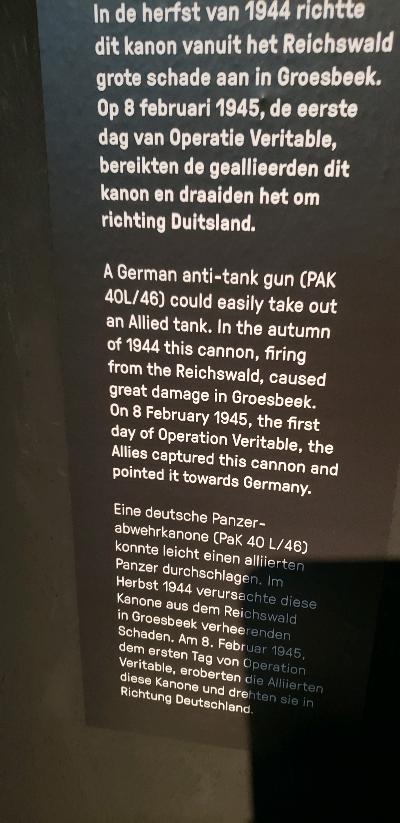 In de herfst van 1944 richtte
dit kanon vanuit het Reichswald
grote schade aan in Groesbeek.
Op 8 februari 1945, de eerste
dag van Operatie Veritable,
bereikten de geallieerden dit
kanon en draaiden het om
richting Duitsland.
A German anti-tank gun (PAK
40L/46) could easily take out
an Allied tank. In the autumn
of 1944 this cannon, firing
from the Reichswald, caused
great damage in Groesbeek.
On 8 February 1945, the first
day of Operation Veritable, the
Allies captured this cannon and
pointed it towards Germany.
Eine deutsche Panzer-
abwehrkanone (PaK 40 L/46)
konnte leicht einen alliierten
Panzer durchschlagen. Im
Herbst 1944 verursachte diese
Kanone aus dem Reichswald
in Groesbeek verheerenden
Schaden. Am 8. Februar 1945,
dem ersten Tag von Operation
Veritable, eroberten die Alliierten
diese Kanone und drehten sie in
Richtung Deutschland.